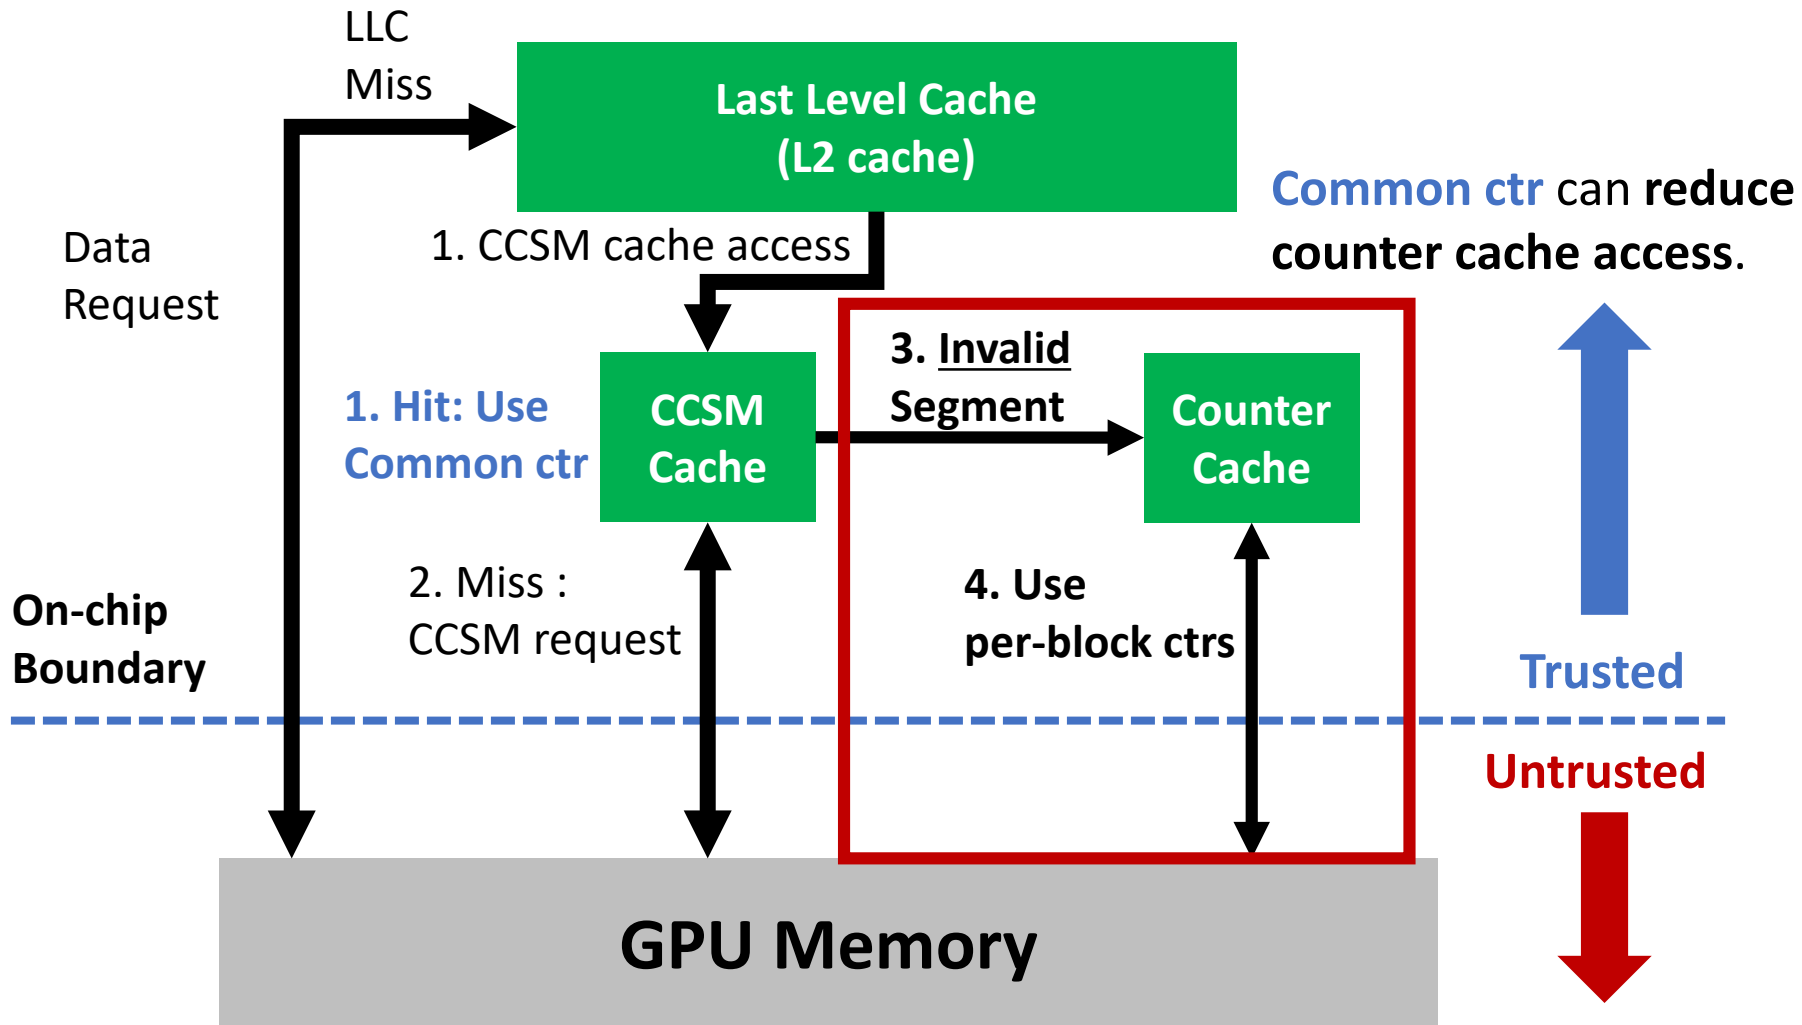 LLC
Miss
Last Level Cache
(L2 cache)
Common ctr can reduce
counter cache access.
Data
Request
1. CCSM cache access
1. Hit: Use
Common ctr
CCSM
Cache
3. Invalid
Segment
Counter
Cache
2. Miss :
CCSM request
4. Use
per-block ctrs
On-chip
Boundary
Trusted
Untrusted
GPU Memory